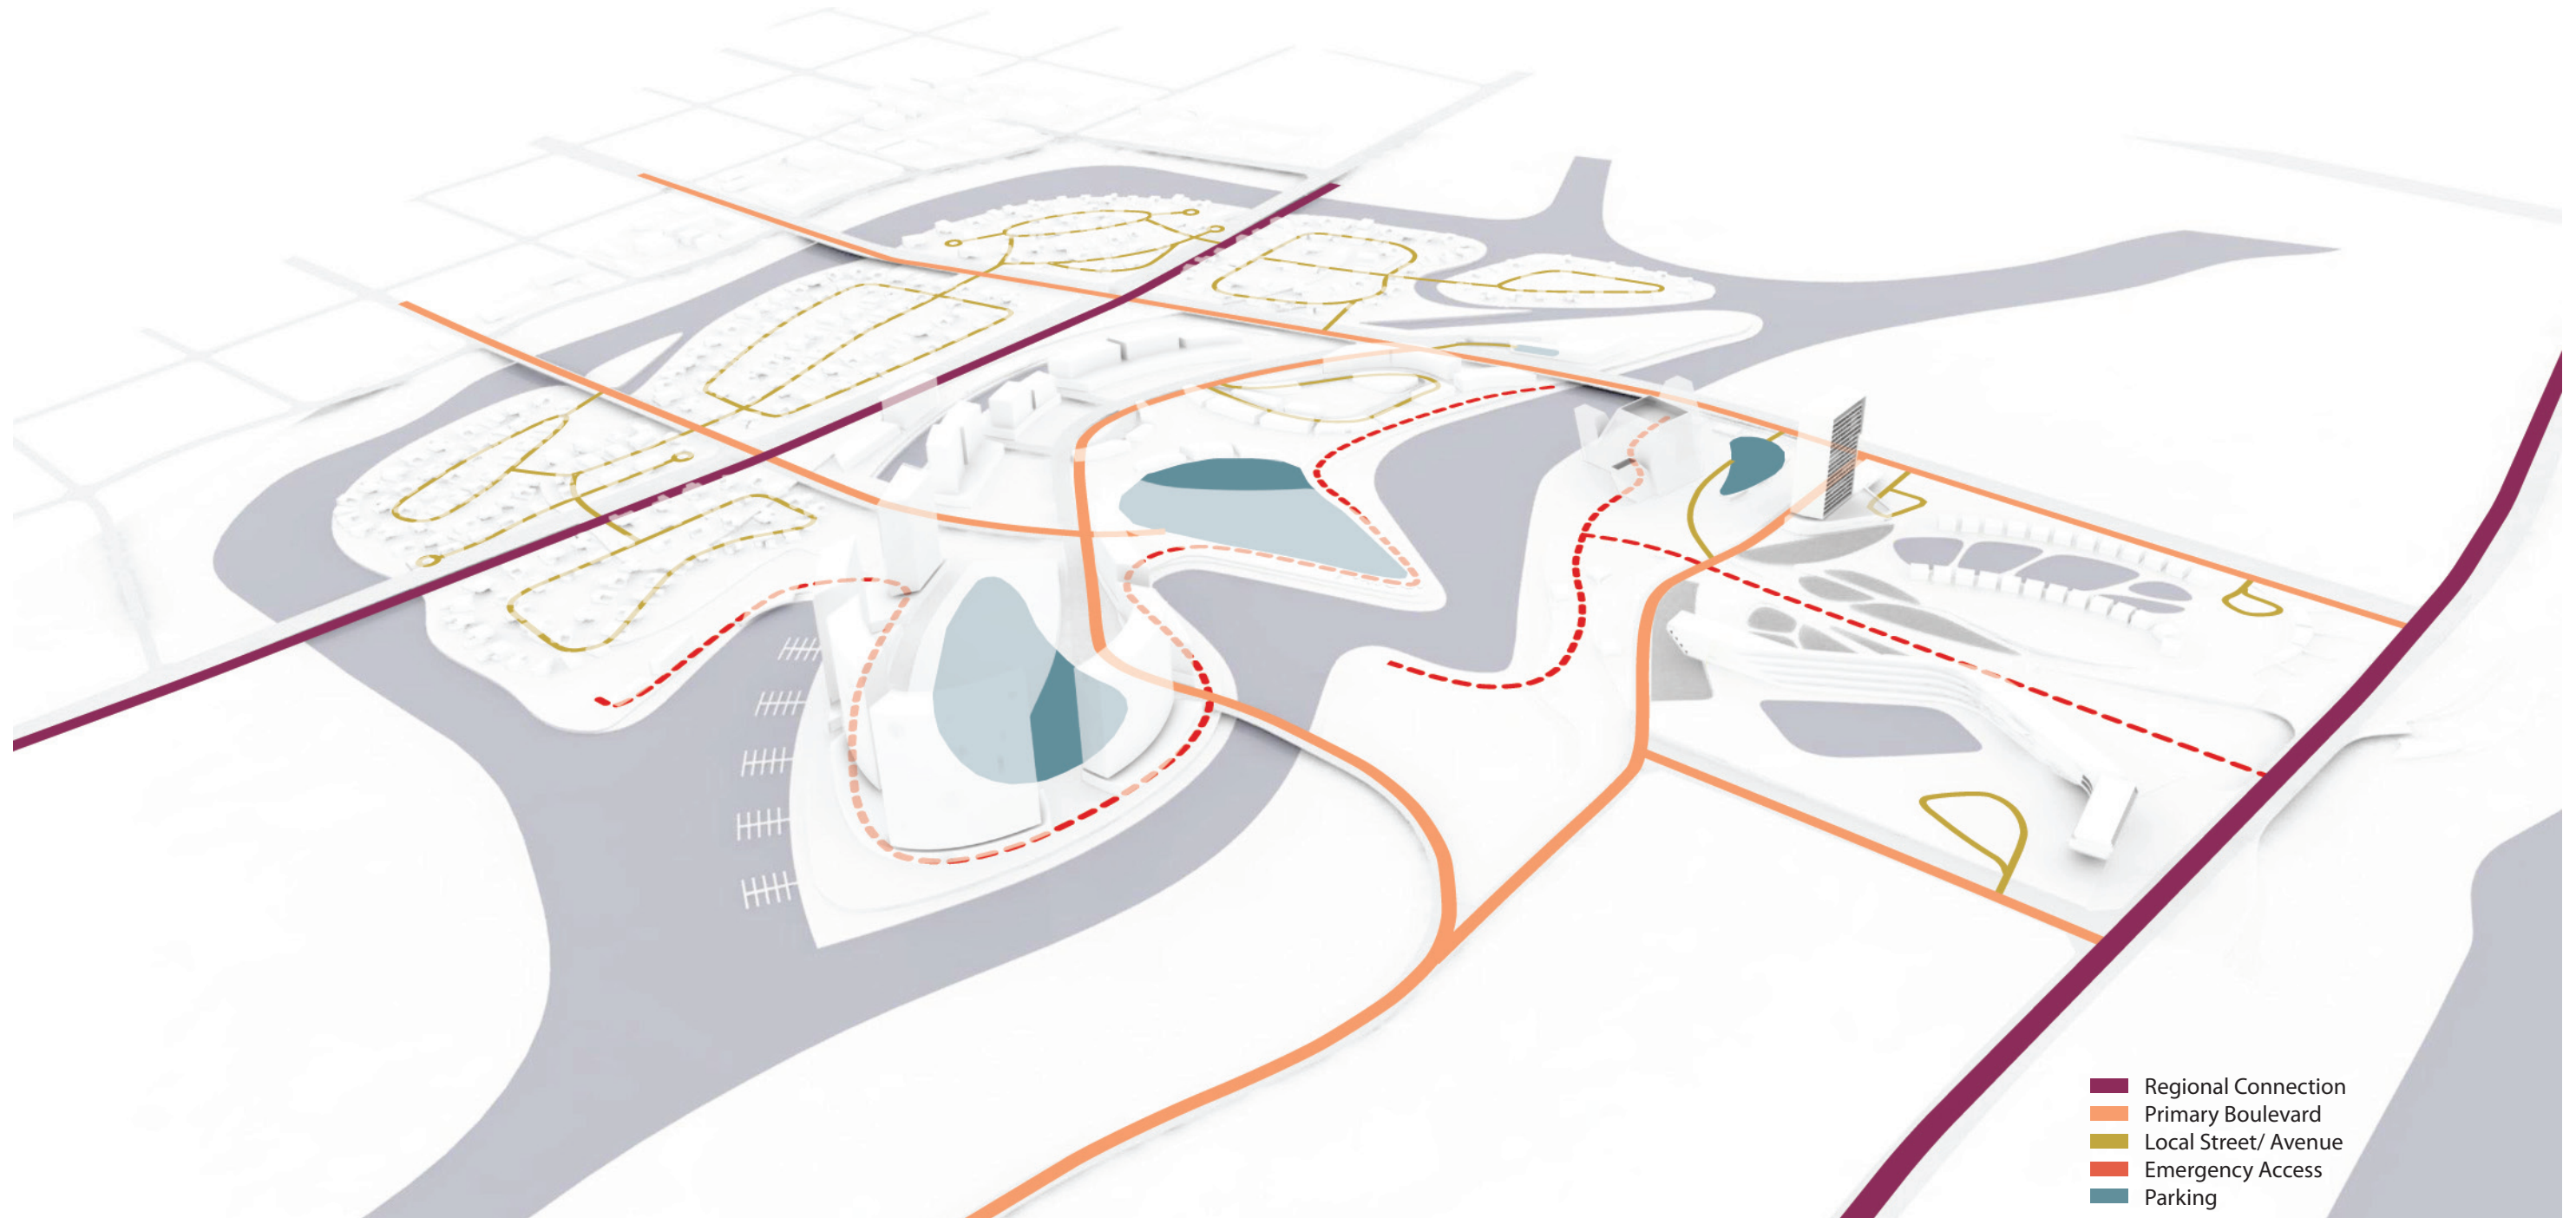 Regional Connection
Primary Boulevard
Local Street/ Avenue
Emergency Access
Parking